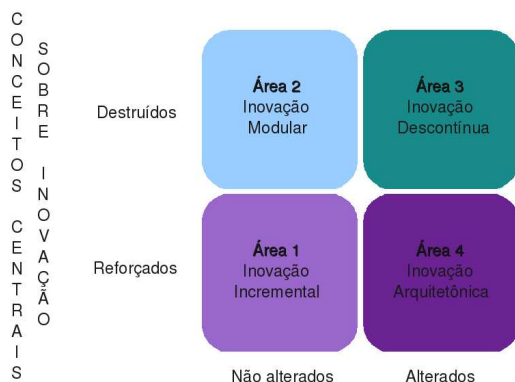 CONCEITOS CENTRAIS
SOBRE INOVAÇÃO
Destruídos
Área 2
Inovação
Modular
Área 3
Inovação
Descontínua
Reforçados
Área 1
Inovação
Incremental
Área 4
Inovação
Arquitetônica
Não alterados
Alterados